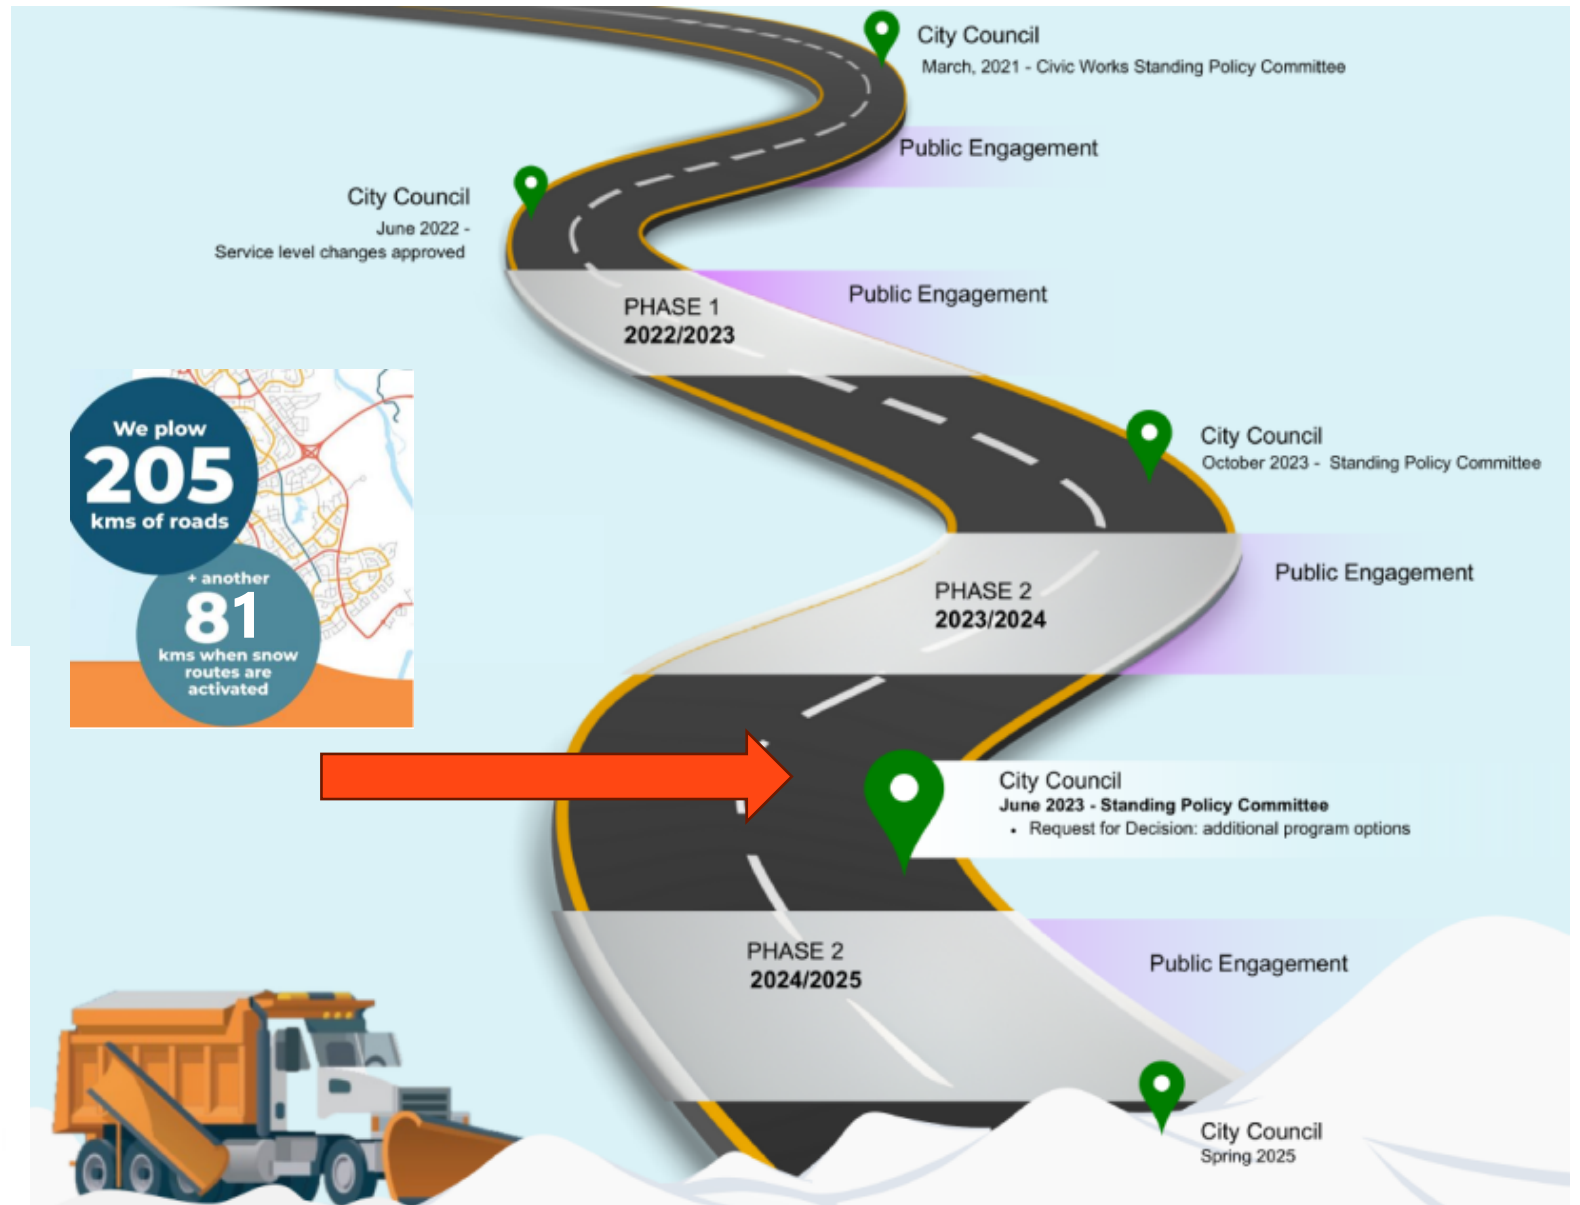 City Council
March, 2021 - Civic Works Standing Policy Committee
Public Engagement
City Council
June 2022 -
Service level changes approved
PHASE 1
2022/2023
Public Engagement
We plow
205
kms of roads
+ another
81
kms when snow
routes are
activated
City Council
October 2023 - Standing Policy Committee
PHASE 2
2023/2024
Public Engagement
City Council
June 2023 - Standing Policy Committee
• Request for Decision: additional program options
PHASE 2
2024/2025
Public Engagement
City Council
Spring 2025